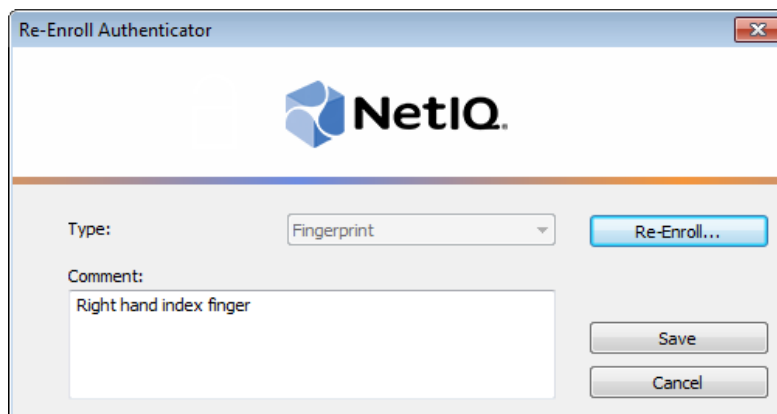 Re-Enroll Authenticator
NetIQ.
Type:
Fingerprint
Re-Enroll...
Comment:
Right hand index finger
Save
Cancel